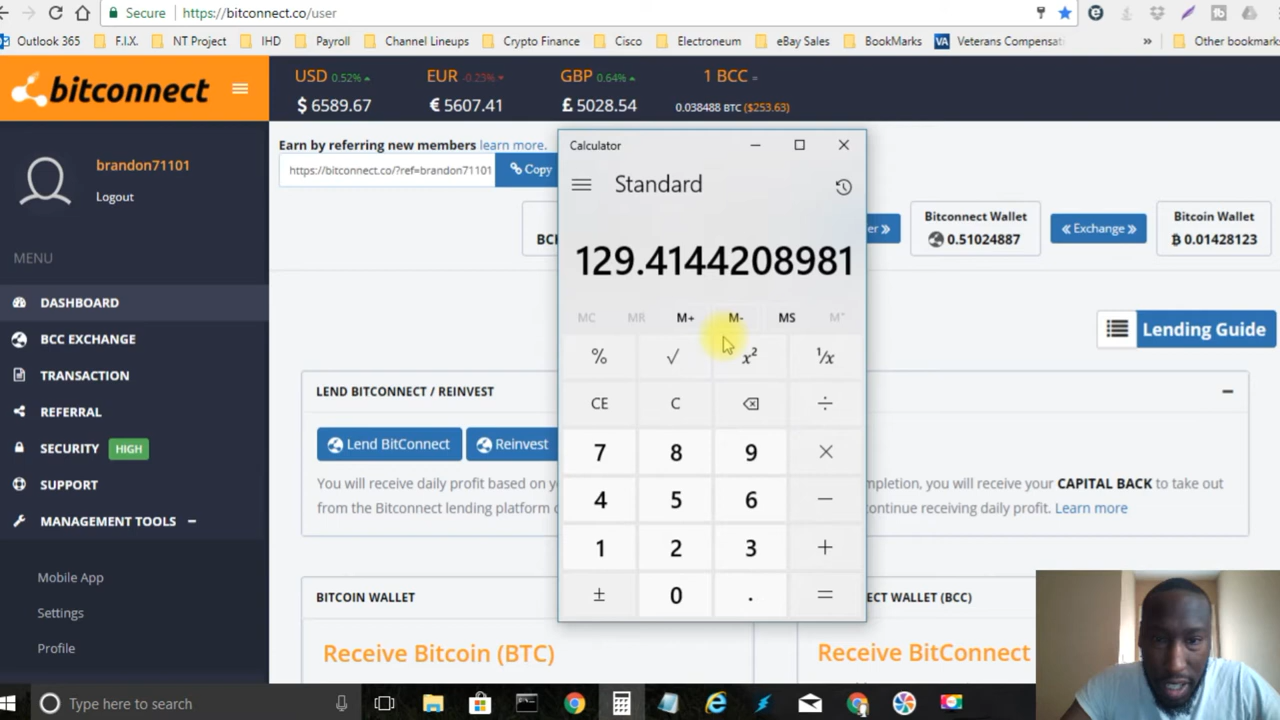 Secure https://bitconnect.co/user
Outlook 365 F.I.X. NT Project IHD Payroll Channel Lineups Crypto Finance Cisco Electroneum eBay Sales BookMarks VA Veterans Compensati » Other bookmarks
bitconnect
USD 0.52% EUR -0.23% GBP 0.64% 1 BCC =
$ 6589.67 € 5607.41 £ 5028.54 0.038488 BTC ($253.63)
brandon71101
Logout
MENU
DASHBOARD
BCC EXCHANGE
TRANSACTION
REFERRAL
SECURITY HIGH
SUPPORT
MANAGEMENT TOOLS
Mobile App
Settings
Profile
Earn by referring new members learn more.
https://bitconnect.co/?ref=brandon71101 Copy
er »
Bitconnect Wallet
0.51024887
« Exchange »
Bitcoin Wallet
฿ 0.01428123
Lending Guide
LEND BITCONNECT / REINVEST
Lend BitConnect Reinvest
You will receive daily profit based on mpletion, you will receive your CAPITAL BACK to take out
from the Bitconnect lending platform continue receiving daily profit. Learn more
BITCOIN WALLET
Receive Bitcoin (BTC)
ECT WALLET (BCC)
Receive BitConnect
Calculator
Standard
129.4144208981
MC MR M+ M- MS M˅
% √ x² ¹/x
CE C ÷
7 8 9 ×
4 5 6 −
1 2 3 +
± 0 . =
Type here to search